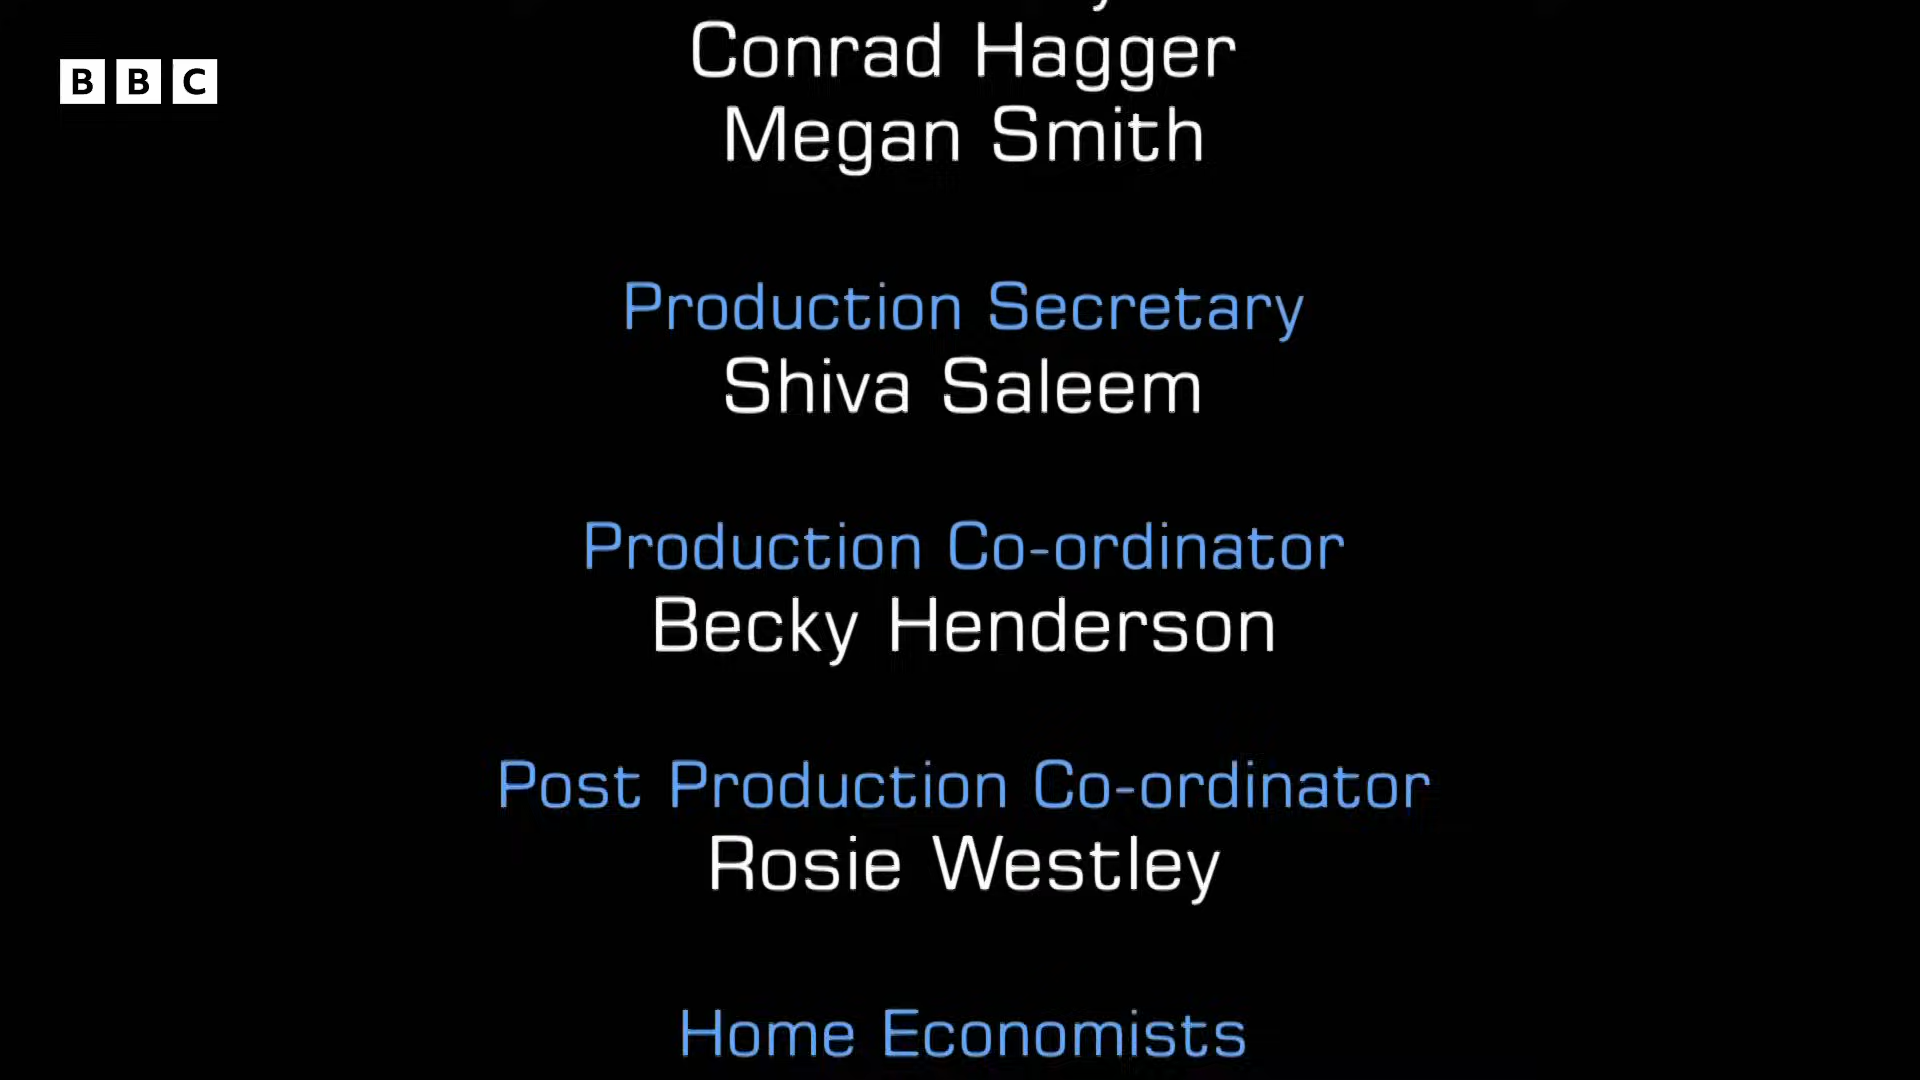 BBC
Conrad Hagger
Megan Smith
Production Secretary
Shiva Saleem
Production Co-ordinator
Becky Henderson
Post Production Co-ordinator
Rosie Westley
Home Economists